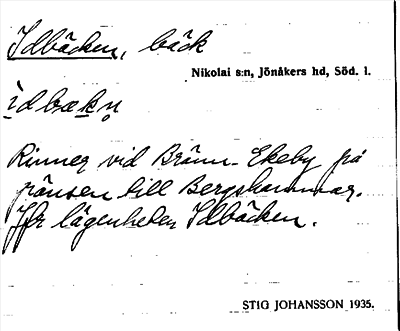 Idbäcken, bäck
Nikolai s:n, Jönåkers hd, Söd. l.
ìdbækn̥
Rinner vid Bränn-Ekeby på
gränsen till Bergshammar.
Jfr lägenheten Idbäcken.
STIG JOHANSSON 1935.